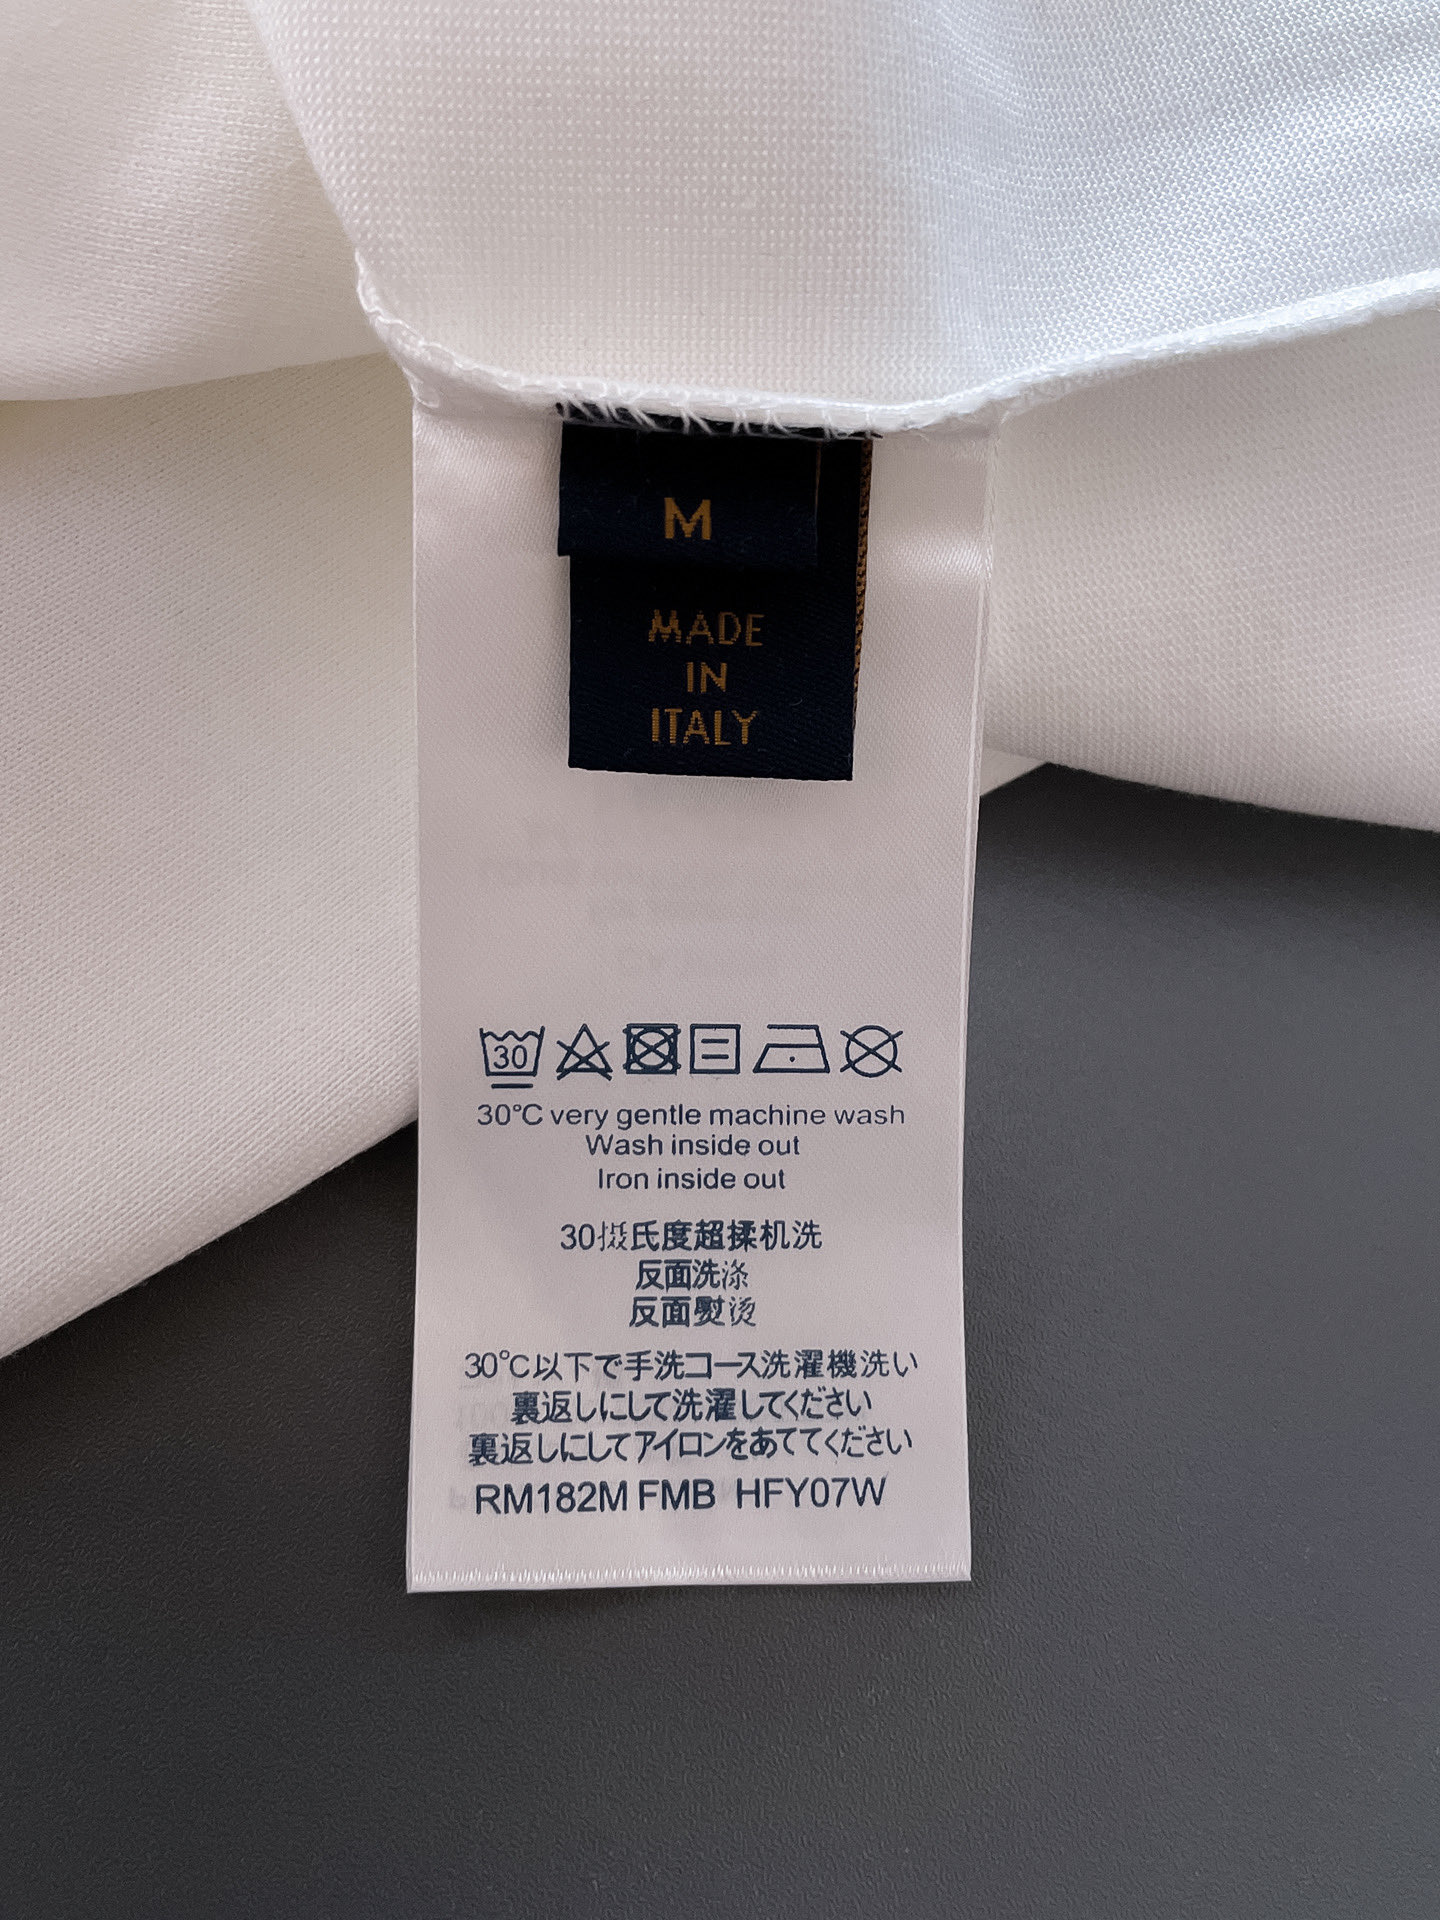 M
MADE
IN
ITALY
30
30℃ very gentle machine wash
Wash inside out
Iron inside out
30摄氏度超揉机洗
反面洗涤
反面熨烫
30℃以下で手洗コース洗濯機洗い
裏返しにして洗濯してください
裏返しにしてアイロンをあててください
RM182M FMB HFY07W